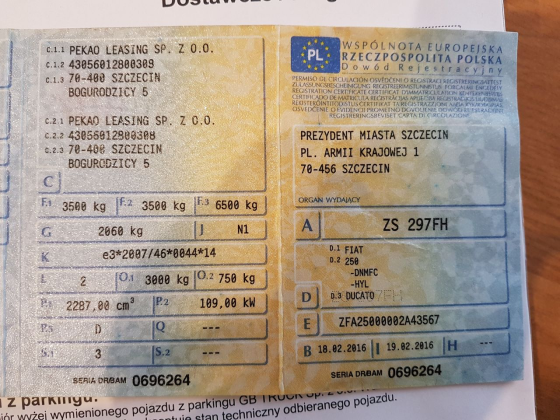 Dostawcze
C.1.1 PEKAO LEASING SP. Z O.O.
C.1.2 43056012800309
C.1.3 70-400 SZCZECIN
BOGURODZICY 5
C.2.1 PEKAO LEASING SP. Z O.O.
C.2.2 43056012800308
C.2.3 70-400 SZCZECIN
BOGURODZICY 5
C
F.1 3500 kg F.2 3500 kg F.3 6500 kg
G 2060 kg J N1
K e3*2007/46*0044*14
L 2 O.1 3000 kg O.2 750 kg
P.1 2287,00 cm³ P.2 109,00 kW
P.3 D Q ---
S.1 3 S.2 ---
SERIA DR/BAM 0696264
PL
WSPÓLNOTA EUROPEJSKA
RZECZPOSPOLITA POLSKA
Dowód Rejestracyjny
PREZYDENT MIASTA SZCZECIN
PL. ARMII KRAJOWEJ 1
70-456 SZCZECIN
ORGAN WYDAJĄCY
A ZS 297FH
D.1 FIAT
D.2 250
-DNMFC
-HYL
D D.3 DUCATO
E ZFA25000002A43567
B 18.02.2016 I 19.02.2016 H ---
SERIA DR/BAM 0696264
z parkingu:
wyżej wymienionego pojazdu z parkingu GB TRUCK Sp.
stan techniczny odbieranego pojazdu.